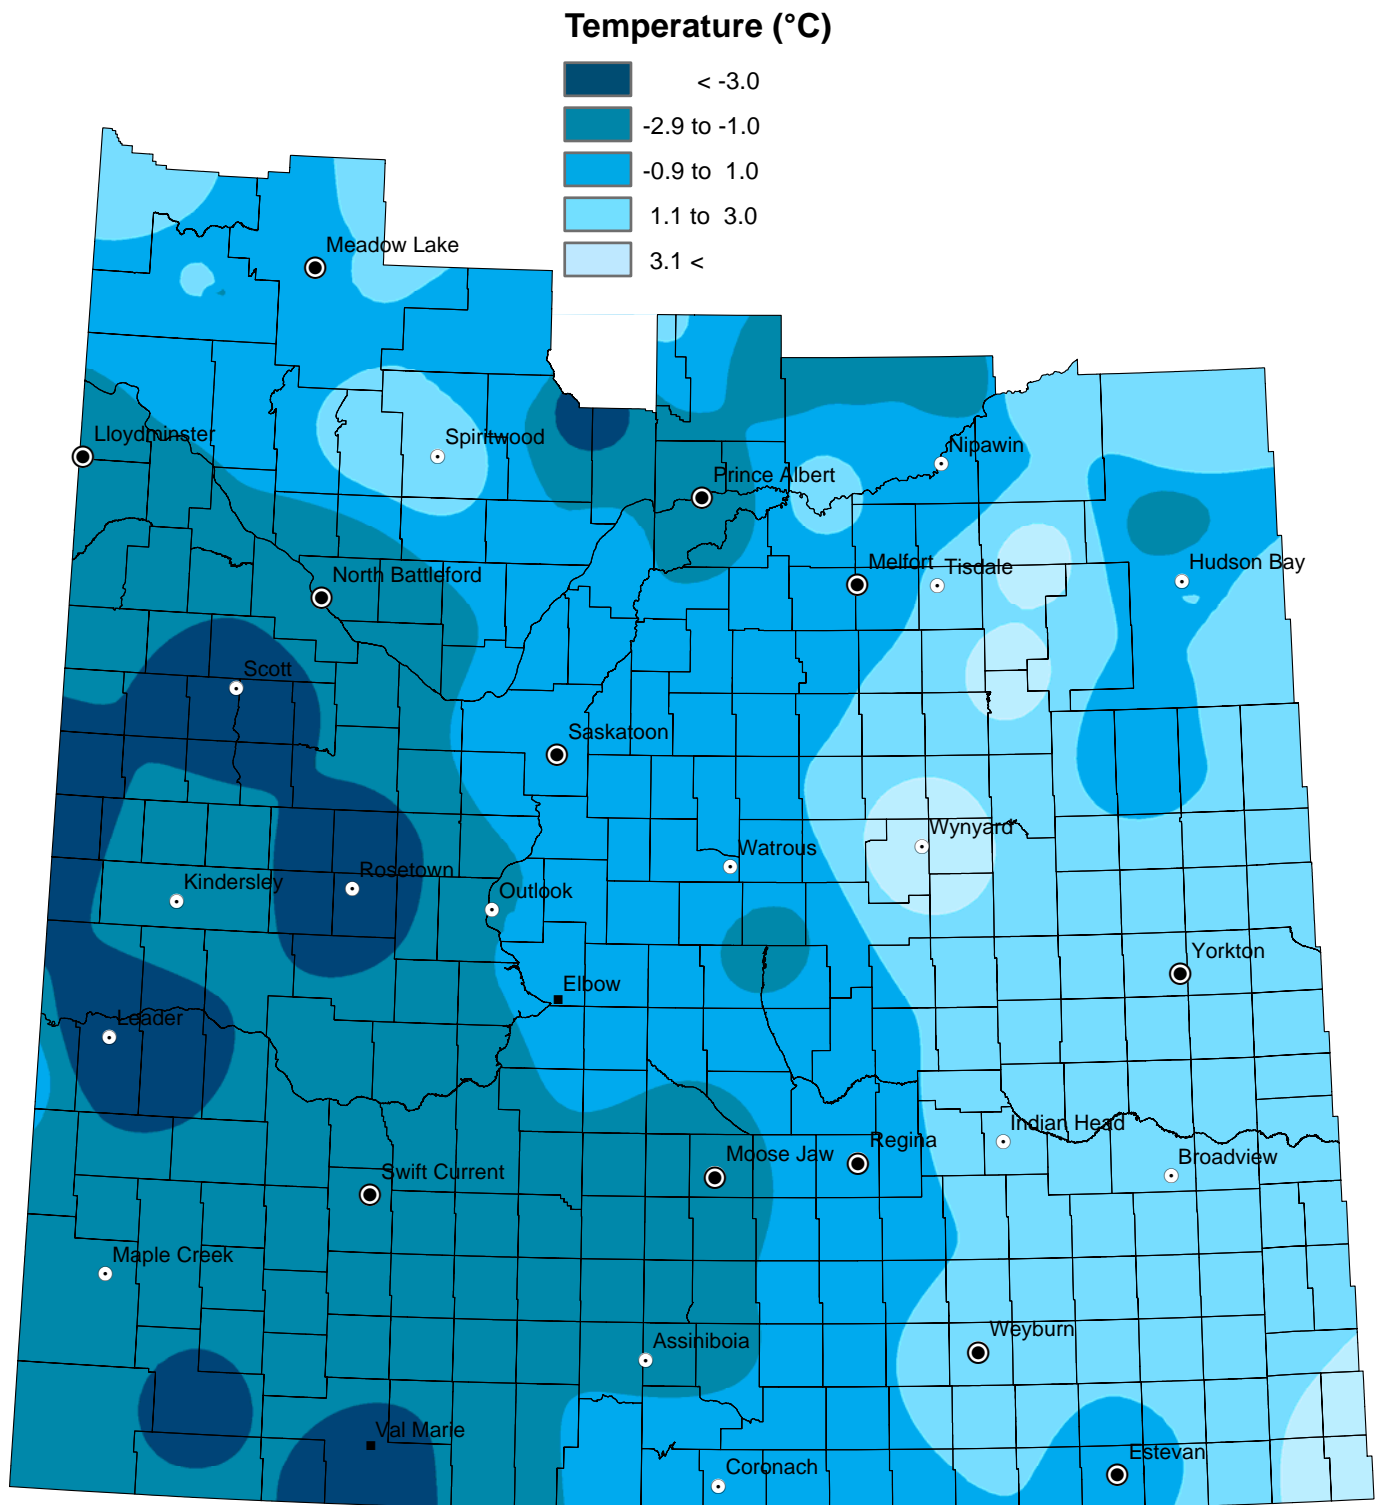 Temperature (°C)
< -3.0
-2.9 to -1.0
-0.9 to 1.0
1.1 to 3.0
3.1 <
Meadow Lake
Lloydminster
Spiritwood
Nipawin
Prince Albert
Hudson Bay
Melfort
Tisdale
North Battleford
Scott
Saskatoon
Wynyard
Watrous
Rosetown
Kindersley
Outlook
Yorkton
Elbow
Leader
Indian Head
Regina
Moose Jaw
Broadview
Swift Current
Maple Creek
Weyburn
Assiniboia
Val Marie
Estevan
Coronach